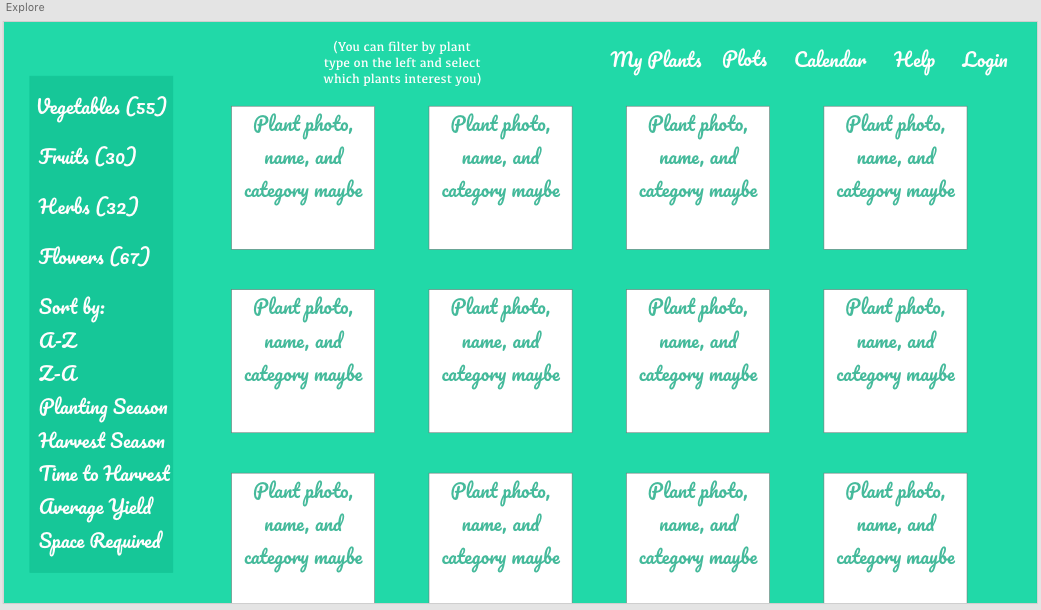 Explore
(You can filter by plant
type on the left and select
which plants interest you)
My Plants Plots Calendar Help Login
Vegetables (55)
Fruits (30)
Herbs (32)
Flowers (67)
Sort by:
A-Z
Z-A
Planting Season
Harvest Season
Time to Harvest
Average Yield
Space Required
Plant photo,
name, and
category maybe
Plant photo,
name, and
category maybe
Plant photo,
name, and
category maybe
Plant photo,
name, and
category maybe
Plant photo,
name, and
category maybe
Plant photo,
name, and
category maybe
Plant photo,
name, and
category maybe
Plant photo,
name, and
category maybe
Plant photo,
name, and
category maybe
Plant photo,
name, and
category maybe
Plant photo,
name, and
category maybe
Plant photo,
name, and
category maybe